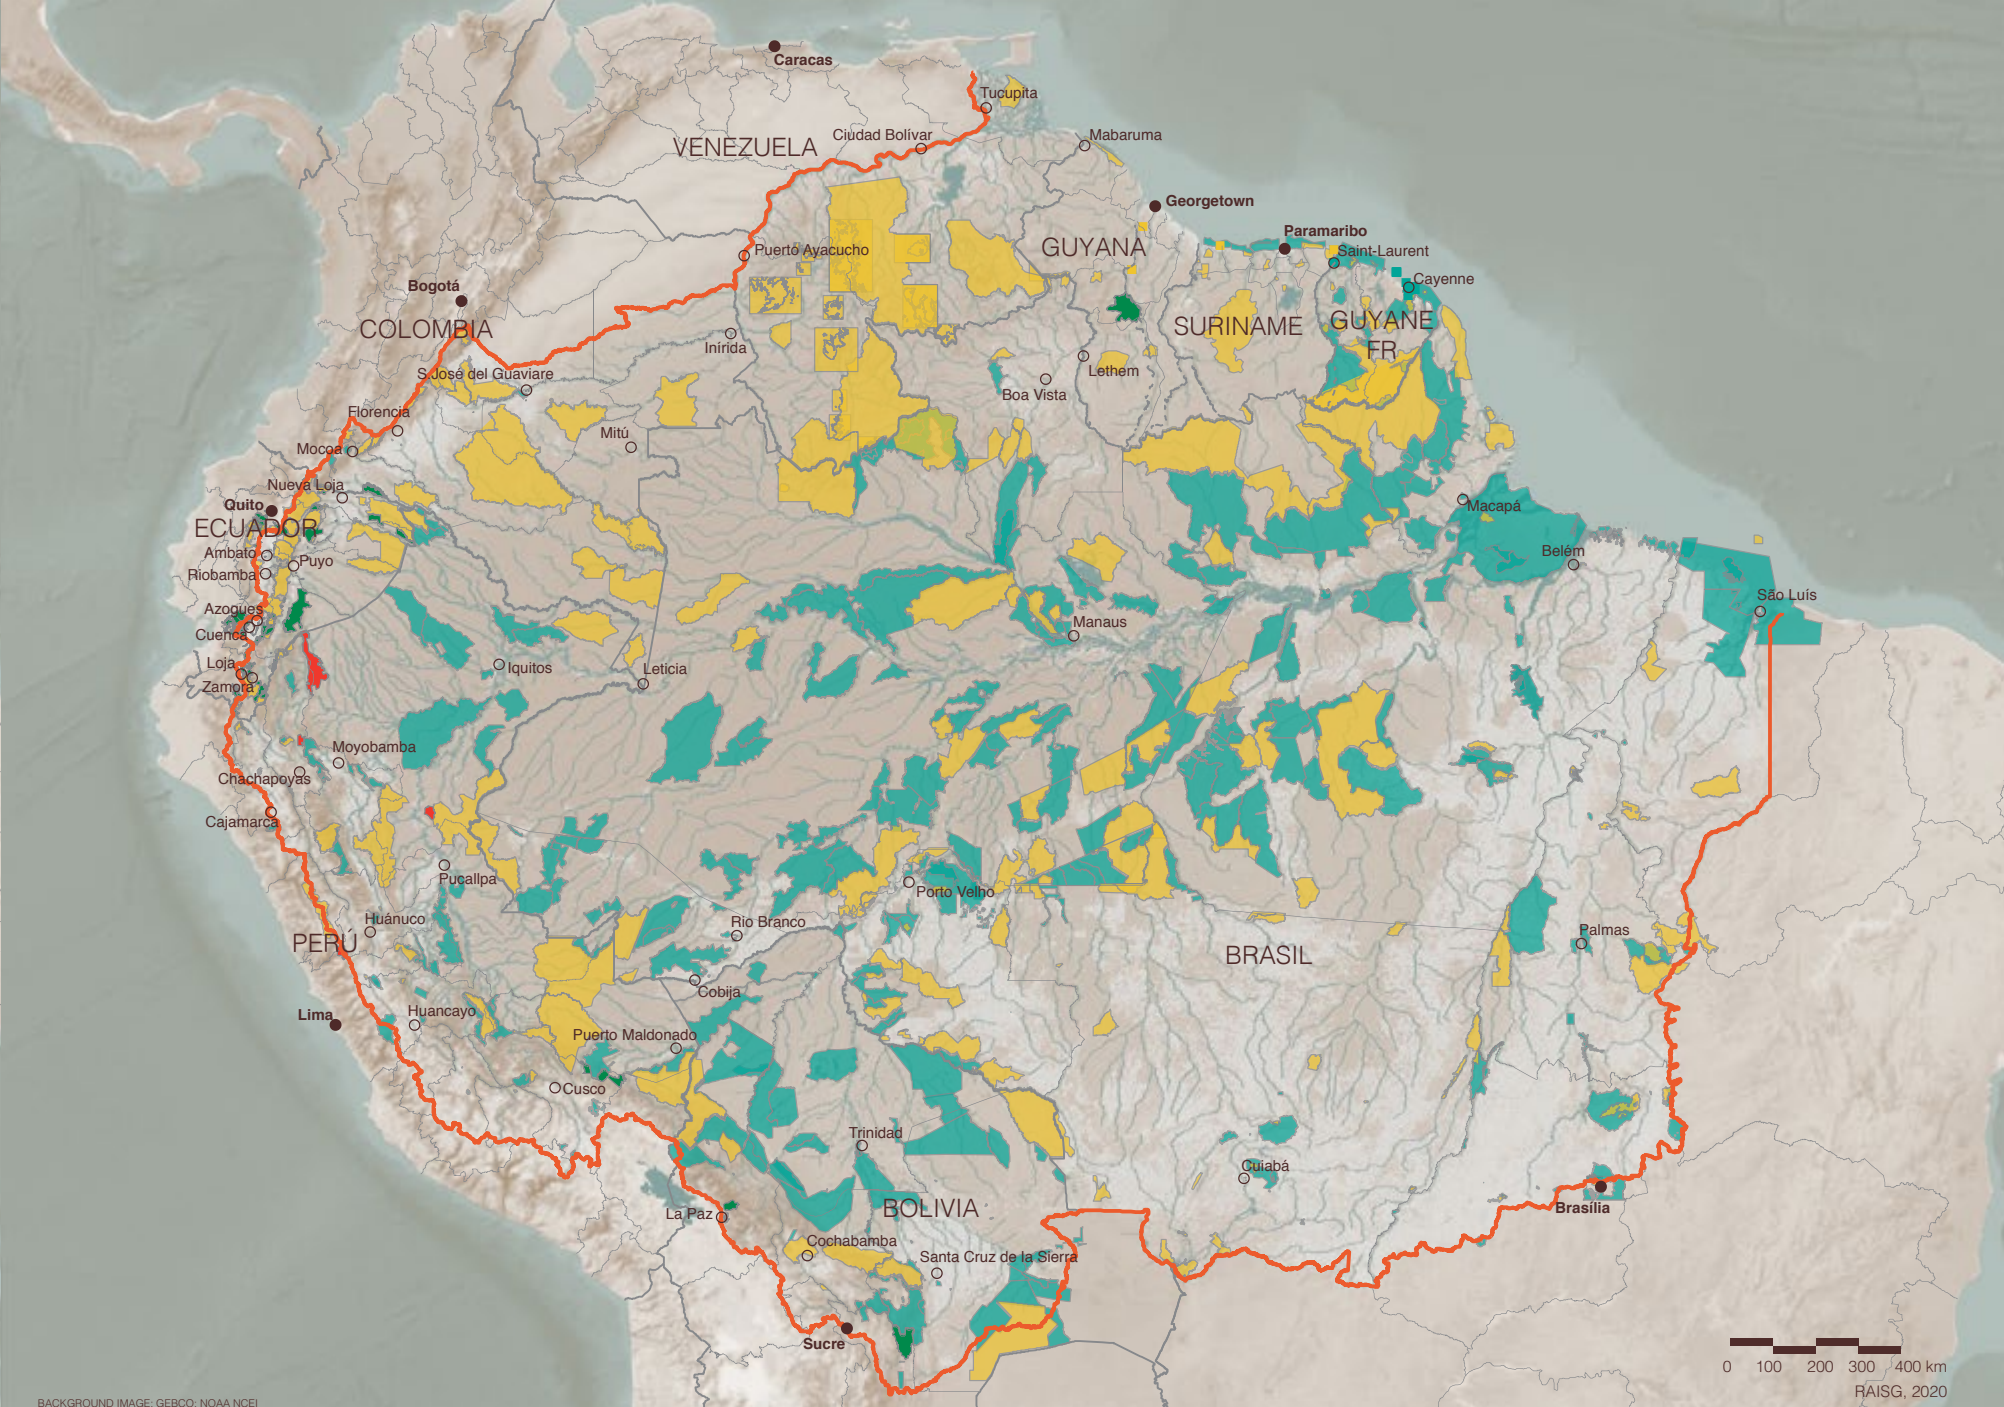 Caracas
Tucupita
VENEZUELA
Ciudad Bolívar
Mabaruma
Georgetown
Paramaribo
GUYANA
Puerto Ayacucho
Saint-Laurent
Cayenne
Bogotá
COLOMBIA
SURINAME
GUYANE
FR
Inírida
S.José del Guaviare
Lethem
Boa Vista
Florencia
Mitú
Mocoa
Nueva Loja
Quito
Macapá
ECUADOR
Ambato
Puyo
Belém
Riobamba
São Luís
Azogues
Cuenca
Manaus
Loja
Iquitos
Leticia
Zamora
Moyobamba
Chachapoyas
Cajamarca
Pucallpa
Porto Velho
Huánuco
Rio Branco
PERÚ
Palmas
BRASIL
Cobija
Lima
Huancayo
Puerto Maldonado
Cusco
Trinidad
Cuiabá
La Paz
BOLIVIA
Brasília
Cochabamba
Santa Cruz de la Sierra
Sucre
0 100 200 300 400 km
RAISG, 2020
BACKGROUND IMAGE: GEBCO; NOAA NCEI